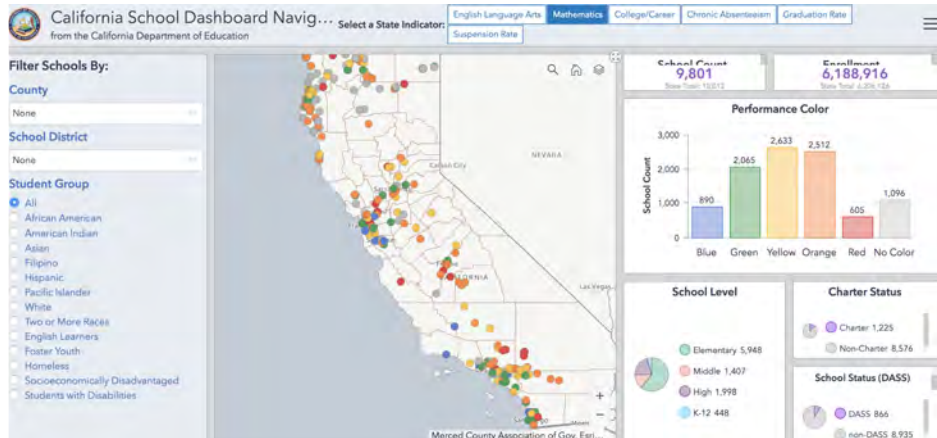 California School Dashboard Navig...
from the California Department of Education
Select a State Indicator:
English Language Arts
Mathematics
College/Career
Chronic Absenteeism
Graduation Rate
Suspension Rate
Filter Schools By:
County
None
School District
None
Student Group
All
African American
American Indian
Asian
Filipino
Hispanic
Pacific Islander
White
Two or More Races
English Learners
Foster Youth
Homeless
Socioeconomically Disadvantaged
Students with Disabilities
NEVADA
Carson City
Las Vegas
Merced County Association of Gov, Esri...
School Count
9,801
Enrollment
6,188,916
Performance Color
School Count
3,000
2,000
1,000
0
890
2,065
2,633
2,512
605
1,096
Blue
Green
Yellow
Orange
Red
No Color
School Level
Elementary 5,948
Middle 1,407
High 1,998
K-12 448
Charter Status
Charter 1,225
Non-Charter 8,576
School Status (DASS)
DASS 866
non-DASS 8,935